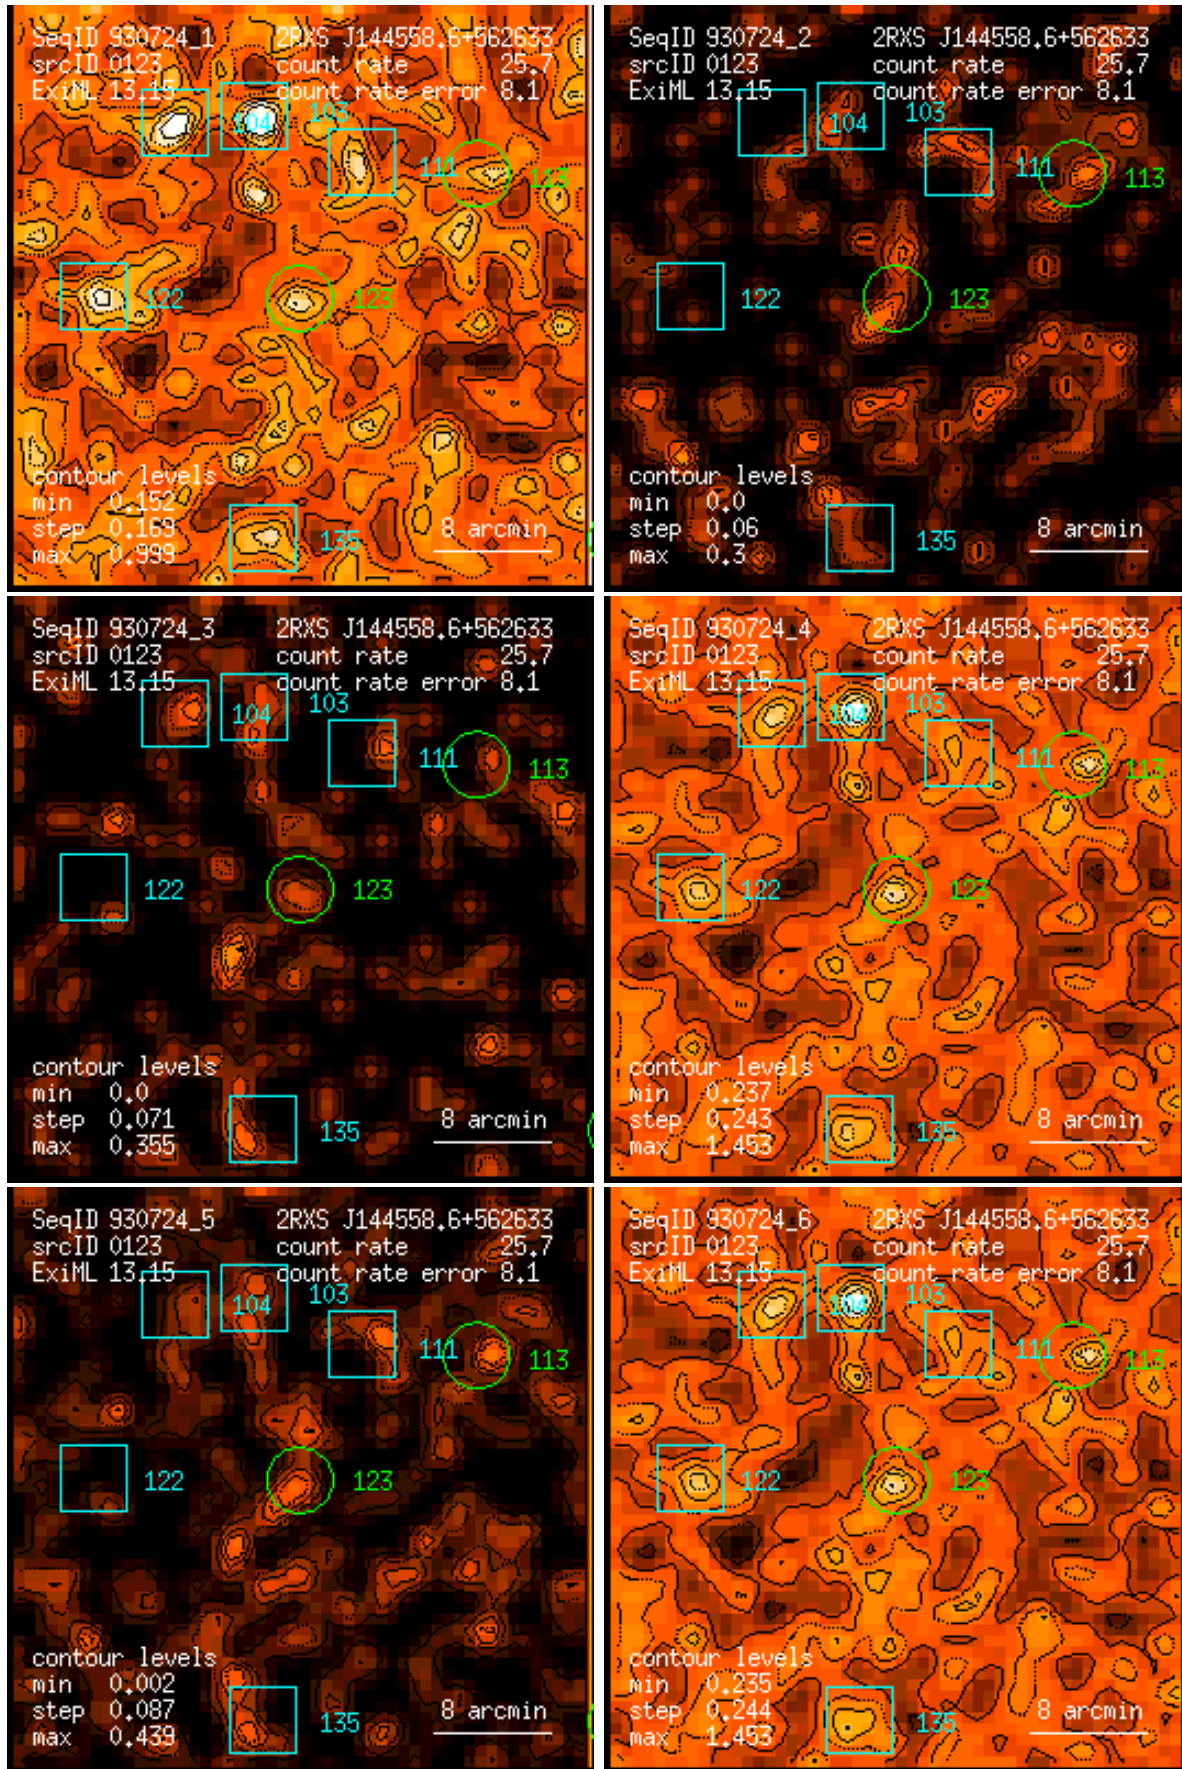 SeqID 930724_1 2RXS J144558.6+562633
srcID 0123 count rate 25.7
ExiML 13.15 count rate error 8.1
104 103
111 113
122 123
contour levels
min 0.152
step 0.169 8 arcmin
max 0.999
135
SeqID 930724_2 2RXS J144558.6+562633
srcID 0123 count rate 25.7
ExiML 13.15 count rate error 8.1
104 103
111 113
122 123
contour levels
min 0.0
step 0.06 8 arcmin
max 0.3
135
SeqID 930724_3 2RXS J144558.6+562633
srcID 0123 count rate 25.7
ExiML 13.15 count rate error 8.1
104 103
111 113
122 123
contour levels
min 0.0
step 0.071 8 arcmin
max 0.355
135
SeqID 930724_4 2RXS J144558.6+562633
srcID 0123 count rate 25.7
ExiML 13.15 count rate error 8.1
104 103
111 113
122 123
contour levels
min 0.237
step 0.243 8 arcmin
max 1.453
135
SeqID 930724_5 2RXS J144558.6+562633
srcID 0123 count rate 25.7
ExiML 13.15 count rate error 8.1
104 103
111 113
122 123
contour levels
min 0.002
step 0.087 8 arcmin
max 0.439
135
SeqID 930724_6 2RXS J144558.6+562633
srcID 0123 count rate 25.7
ExiML 13.15 count rate error 8.1
104 103
111 113
122 123
contour levels
min 0.235
step 0.244 8 arcmin
max 1.453
135